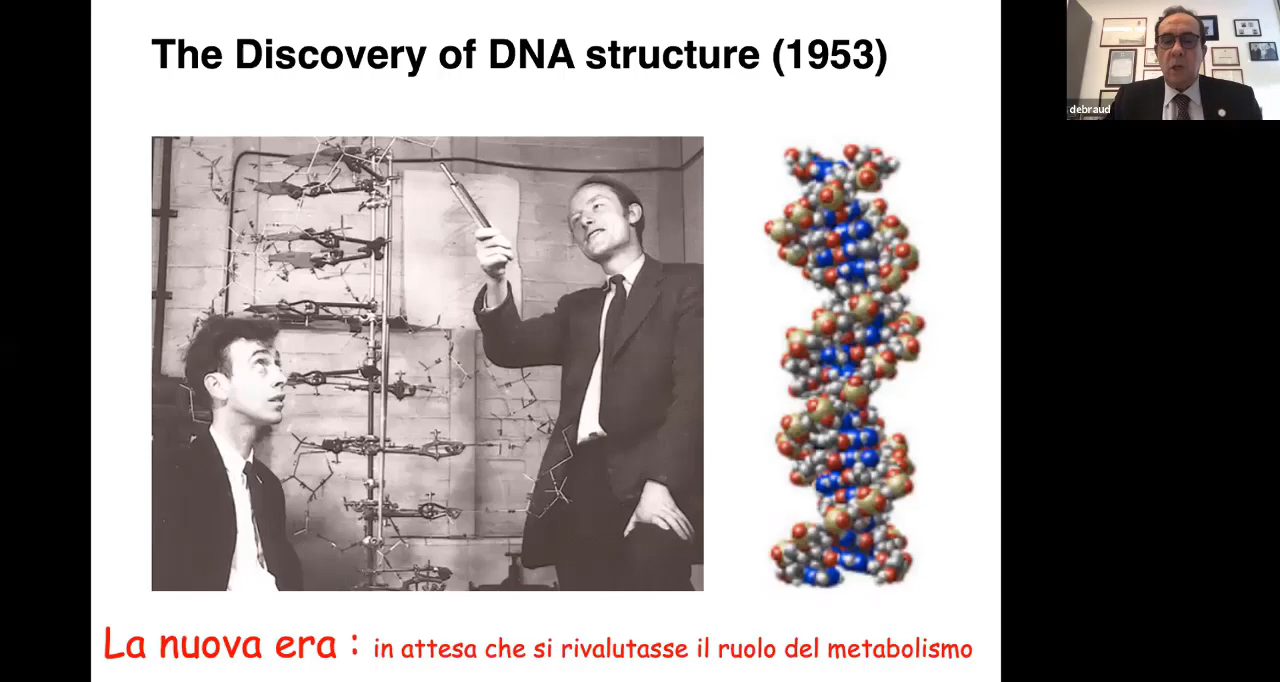 The Discovery of DNA structure (1953)
debraud
La nuova era : in attesa che si rivalutasse il ruolo del metabolismo